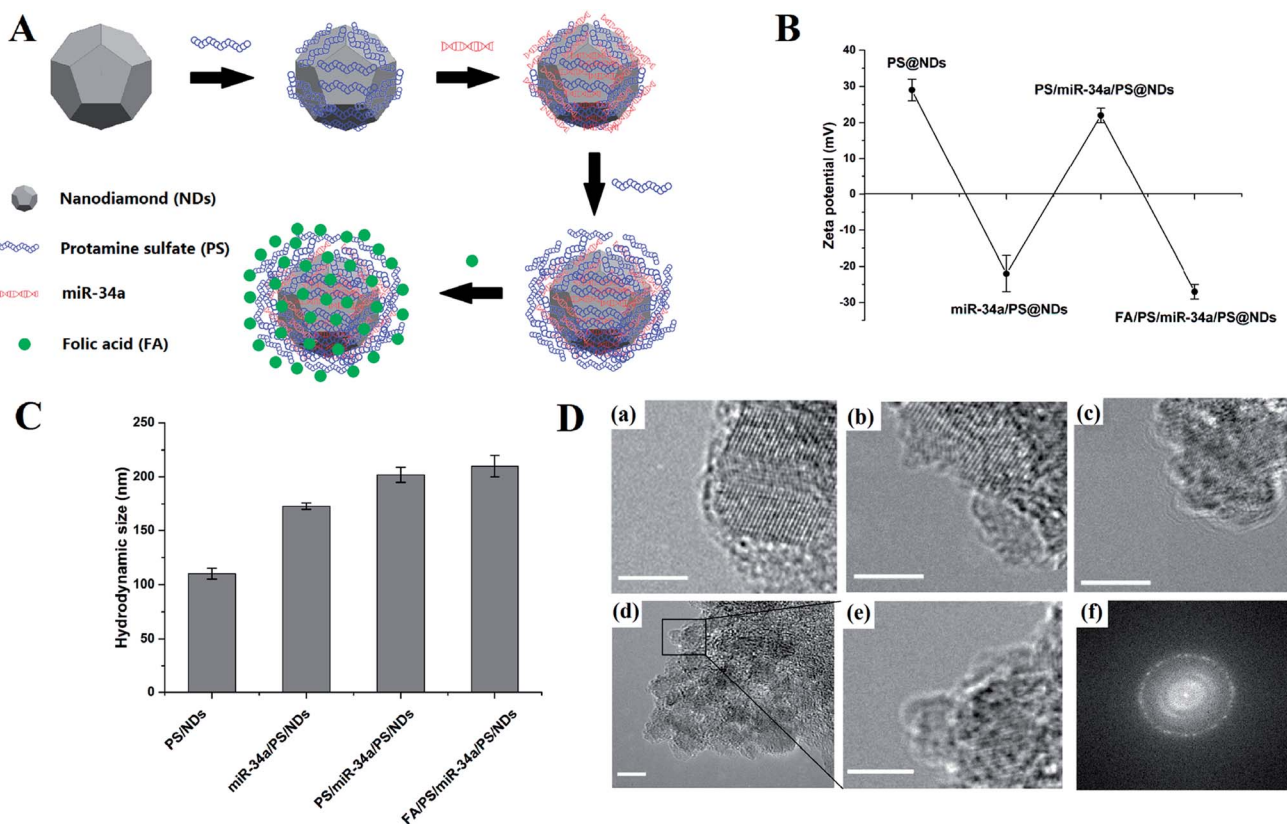 A
Nanodiamond (NDs)
Protamine sulfate (PS)
miR-34a
Folic acid (FA)
B
Zeta potential (mV)
40
30
20
10
0
-10
-20
-30
PS@NDs
PS/miR-34a/PS@NDs
miR-34a/PS@NDs
FA/PS/miR-34a/PS@NDs
C
Hydrodynamic size (nm)
250
200
150
100
50
0
PS/NDs
miR-34a/PS/NDs
PS/miR-34a/PS/NDs
FA/PS/miR-34a/PS/NDs
D
(a)
(b)
(c)
(d)
(e)
(f)